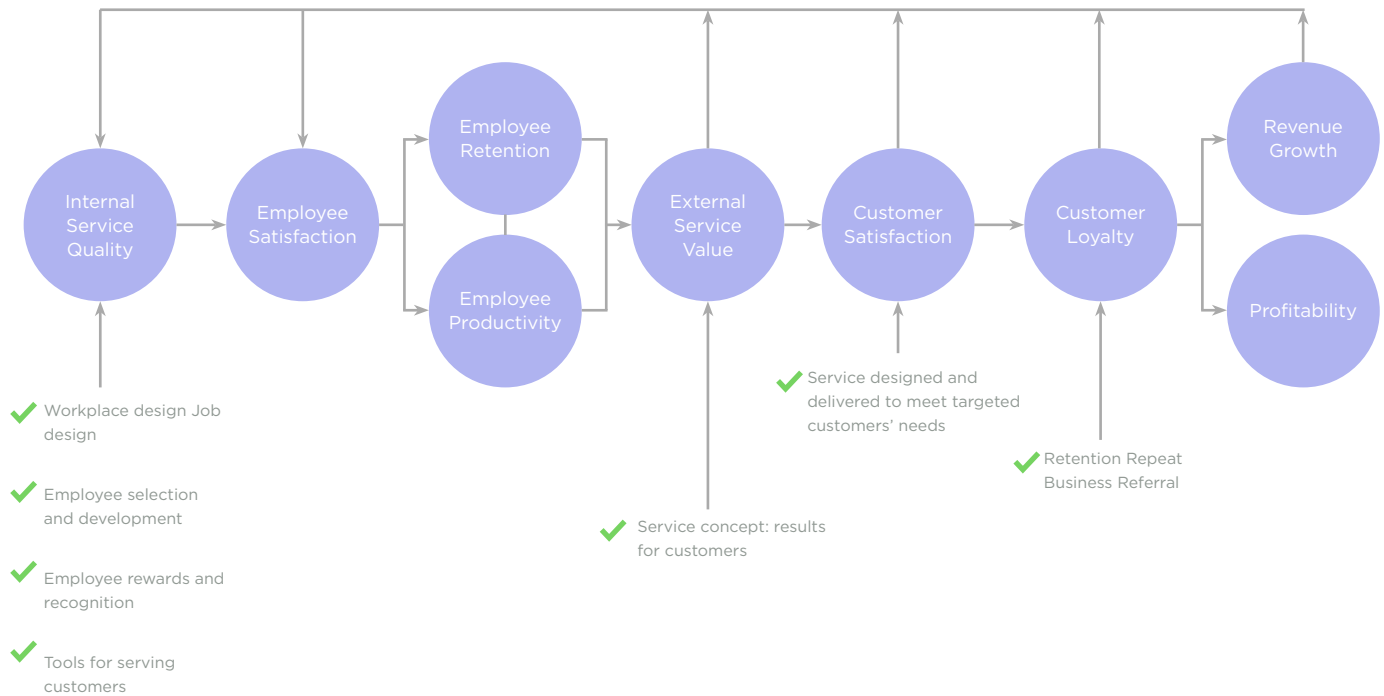 Internal
Service
Quality
Employee
Satisfaction
Employee
Retention
Employee
Productivity
External
Service
Value
Customer
Satisfaction
Customer
Loyalty
Revenue
Growth
Profitability
Workplace design Job
design
Employee selection
and development
Employee rewards and
recognition
Tools for serving
customers
Service concept: results
for customers
Service designed and
delivered to meet targeted
customers’ needs
Retention Repeat
Business Referral